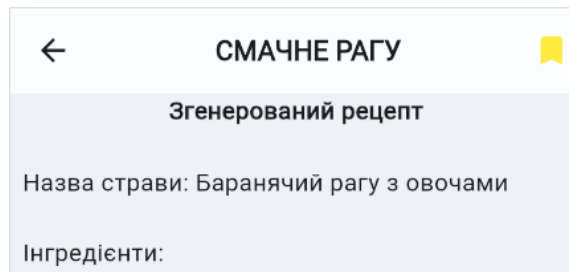 СМАЧНЕ РАГУ
Згенерований рецепт
Назва страви: Баранячий рагу з овочами
Інгредієнти: